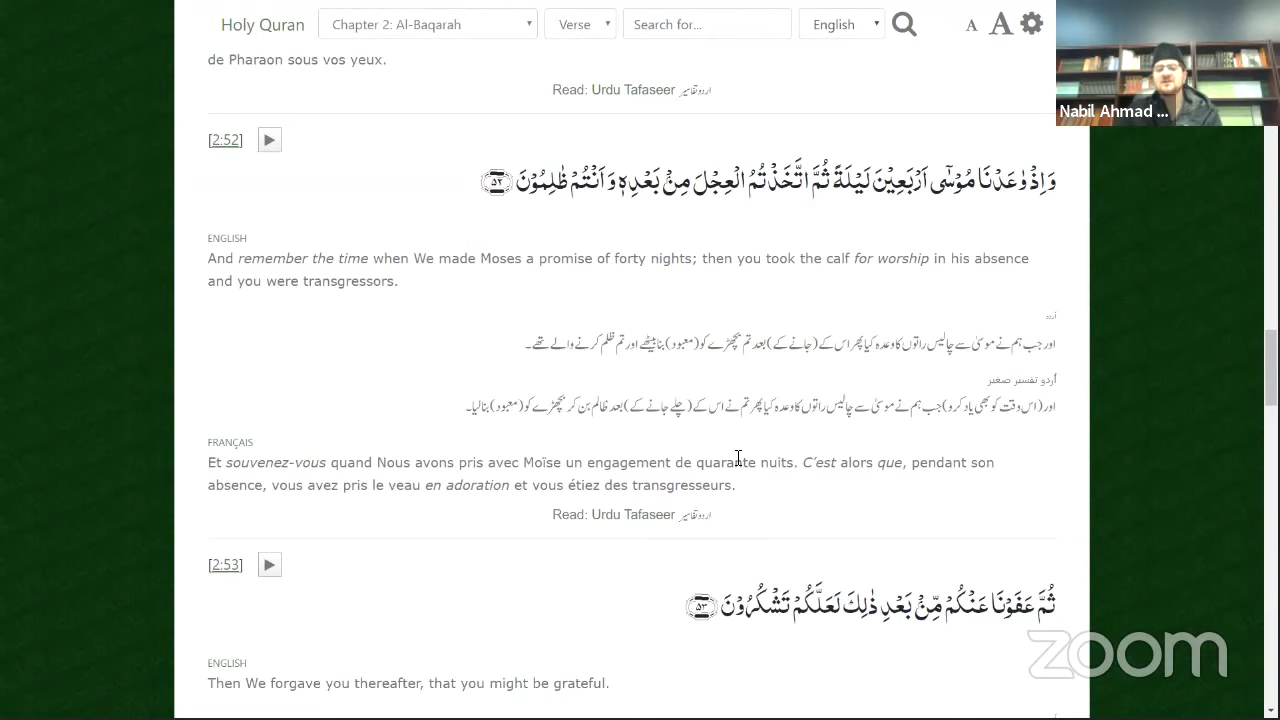 Holy Quran Chapter 2: Al-Baqarah Verse Search for... English A A
Nabil Ahmad ...
de Pharaon sous vos yeux.
Read: Urdu Tafaseer اردو تفاسیر
[2:52]
وَاِذْ وٰعَدْنَا مُوْسٰٓى اَرْبَعِيْنَ لَيْلَةً ثُمَّ اتَّخَذْتُمُ الْعِجْلَ مِنْۢ بَعْدِهٖ وَ اَنْتُمْ ظٰلِمُوْنَ ﴿۵۲﴾
ENGLISH
And remember the time when We made Moses a promise of forty nights; then you took the calf for worship in his absence
and you were transgressors.
اُردو
اور جب ہم نے موسیٰ سے چالیس راتوں کا وعدہ کیا پھر اس کے (جانے کے) بعد تم بچھڑے کو (معبود) بنا بیٹھے اور تم ظلم کرنے والے تھے۔
اُردو تفسیر صغیر
اور (اس وقت کو بھی یاد کرو) جب ہم نے موسیٰ سے چالیس راتوں کا وعدہ کیا پھر تم نے اس کے (چلے جانے کے) بعد ظالم بن کر بچھڑے کو (معبود) بنا لیا۔
FRANÇAIS
Et souvenez-vous quand Nous avons pris avec Moïse un engagement de quarante nuits. C’est alors que, pendant son
absence, vous avez pris le veau en adoration et vous étiez des transgresseurs.
Read: Urdu Tafaseer اردو تفاسیر
[2:53]
ثُمَّ عَفَوْنَا عَنْكُمْ مِّنْۢ بَعْدِ ذٰلِكَ لَعَلَّكُمْ تَشْكُرُوْنَ ﴿۵۳﴾
ENGLISH
Then We forgave you thereafter, that you might be grateful.
zoom